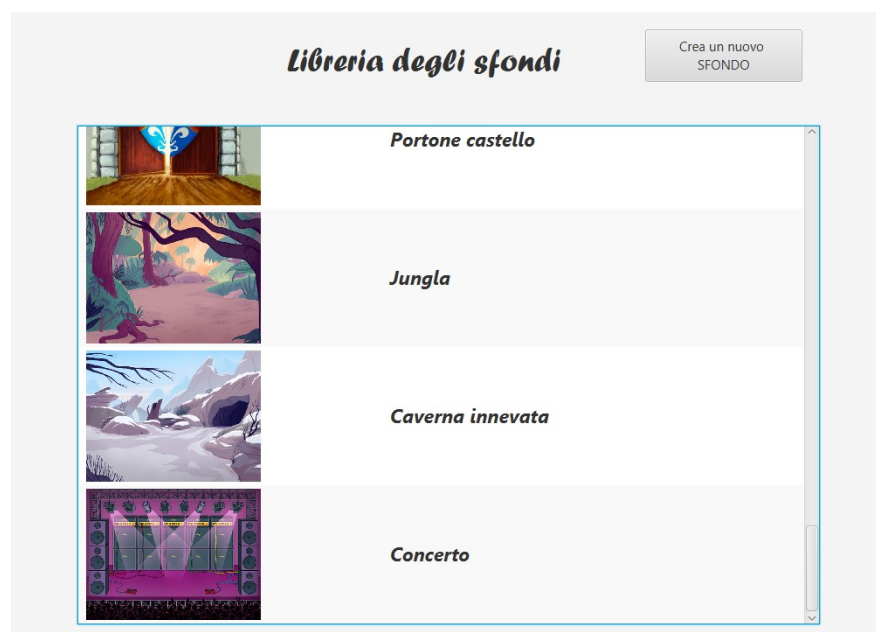 Libreria degli sfondi
Crea un nuovo
SFONDO
Portone castello
Jungla
Caverna innevata
Concerto